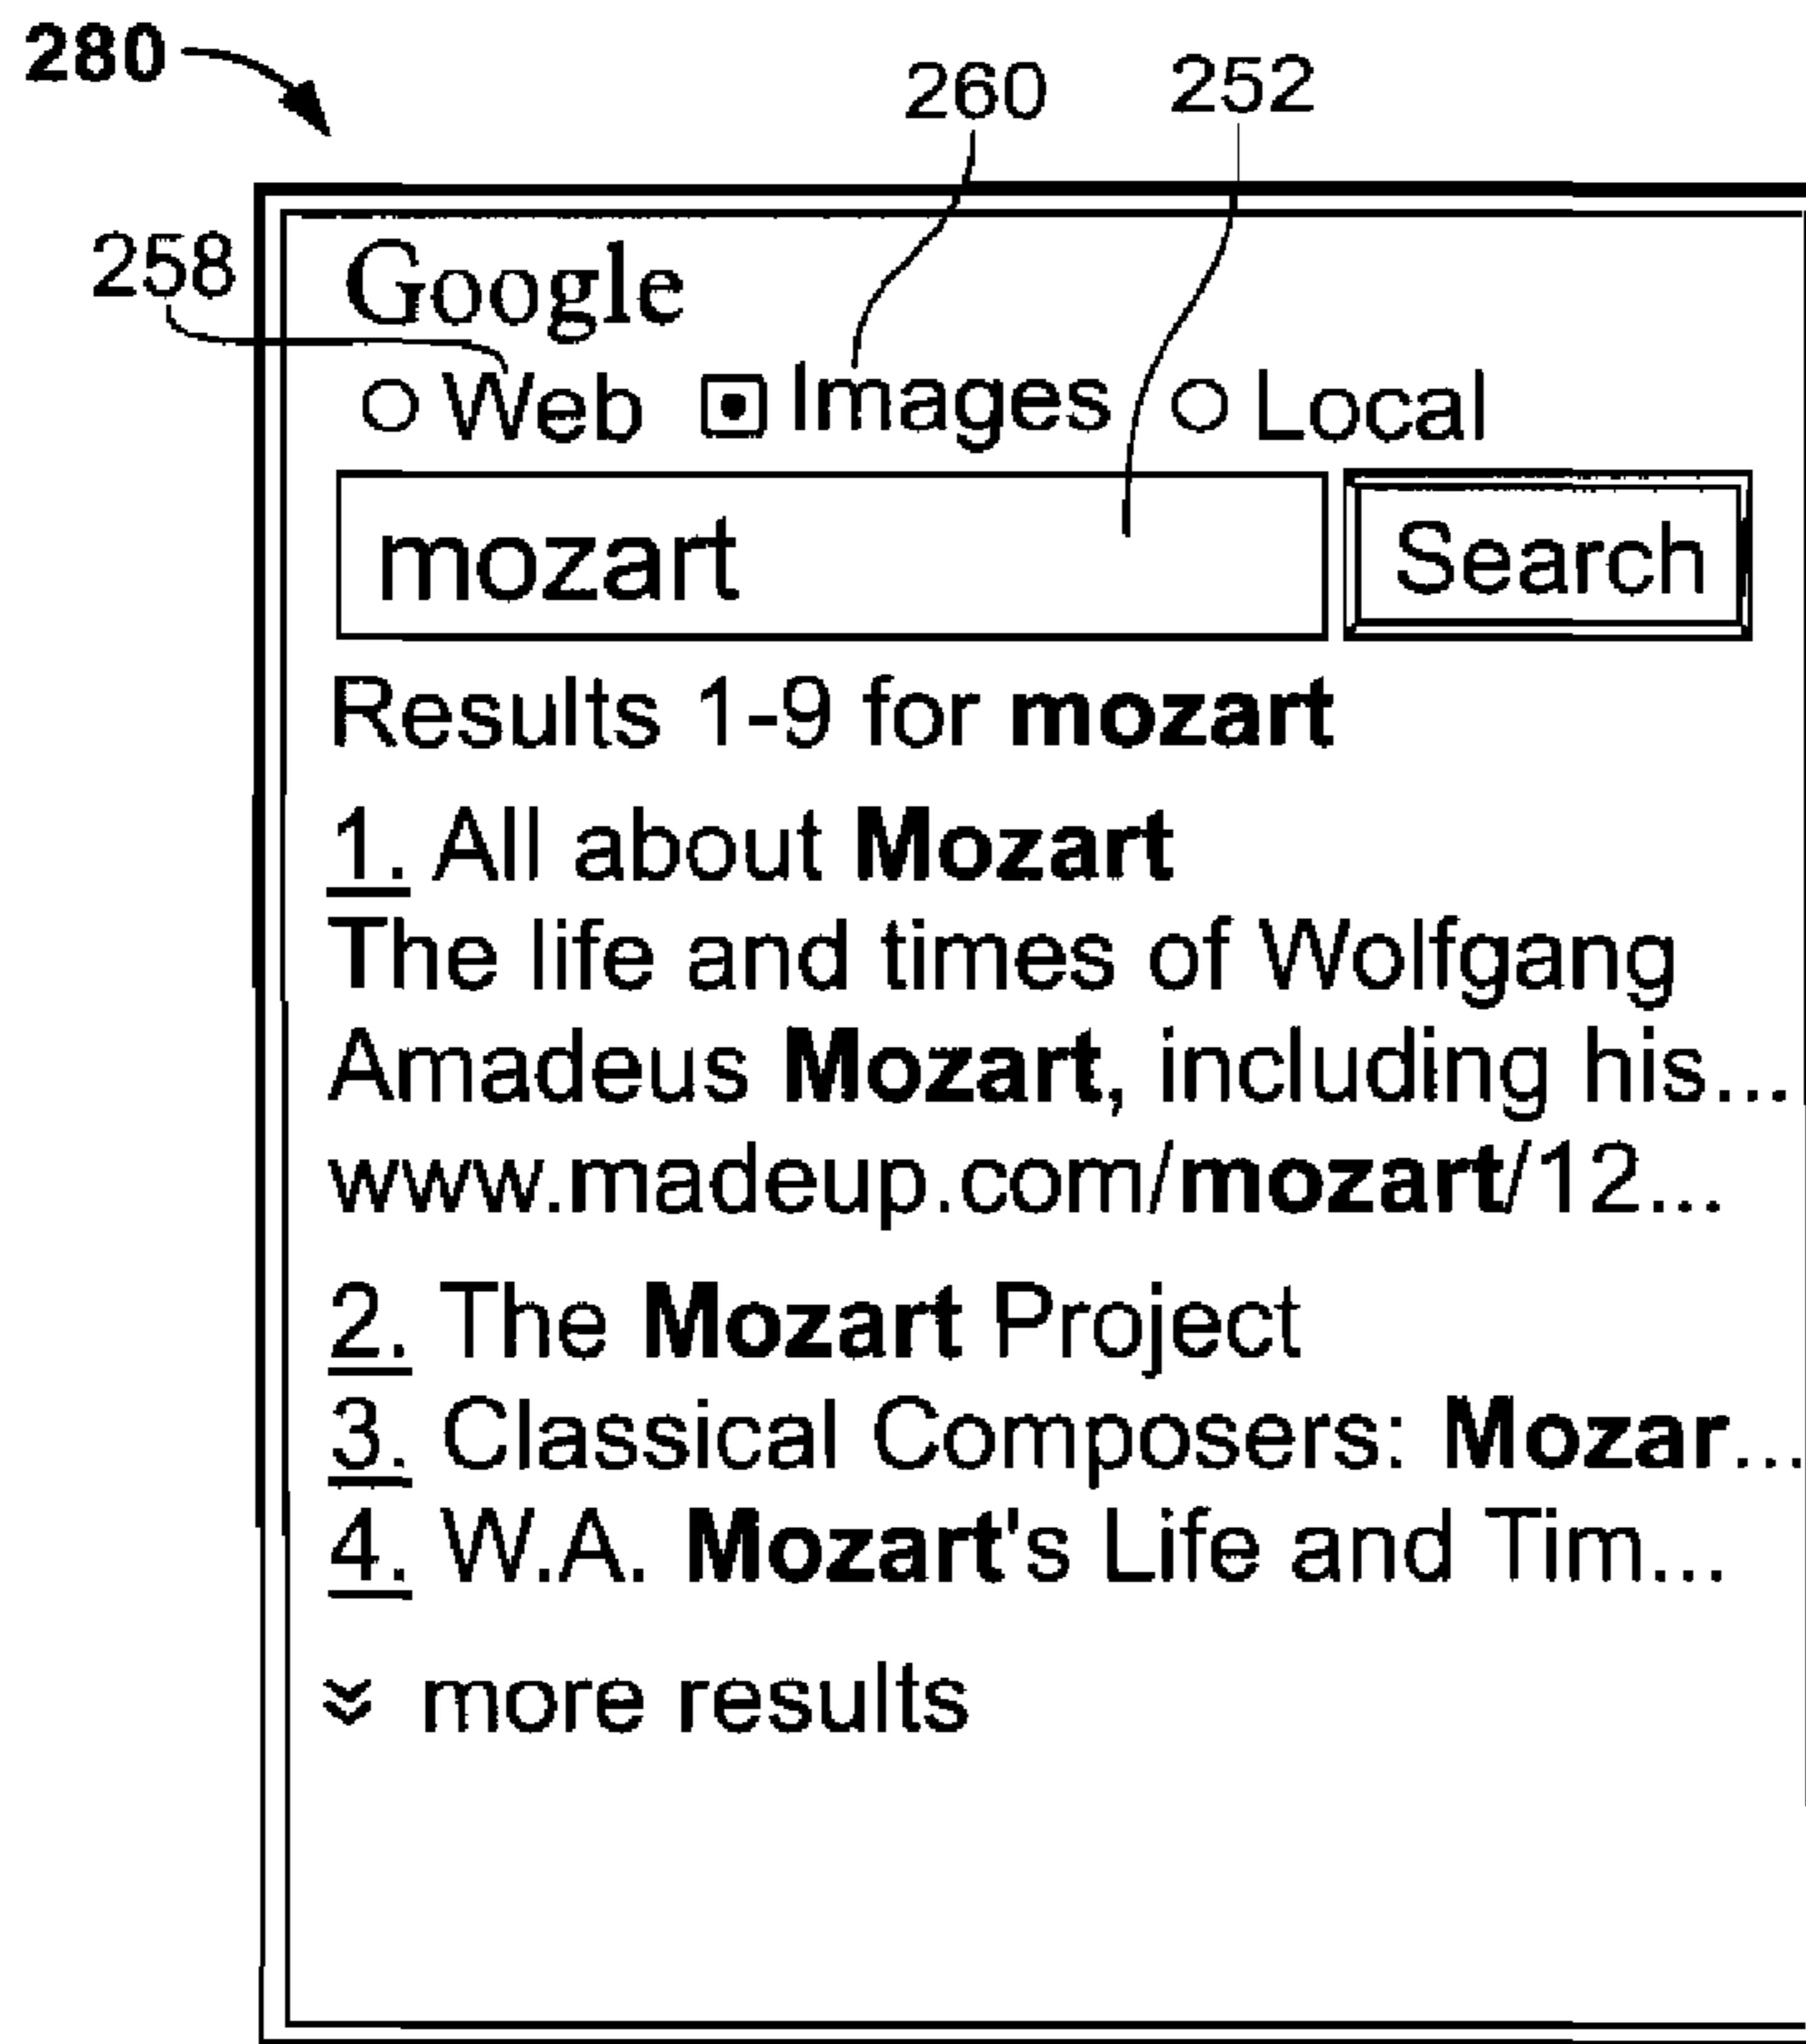 280
260 252
258
Google
Web Images Local
mozart Search
Results 1-9 for mozart
1. All about Mozart
The life and times of Wolfgang
Amadeus Mozart, including his...
www.madeup.com/mozart/12...
2. The Mozart Project
3. Classical Composers: Mozar...
4. W.A. Mozart's Life and Tim...
more results